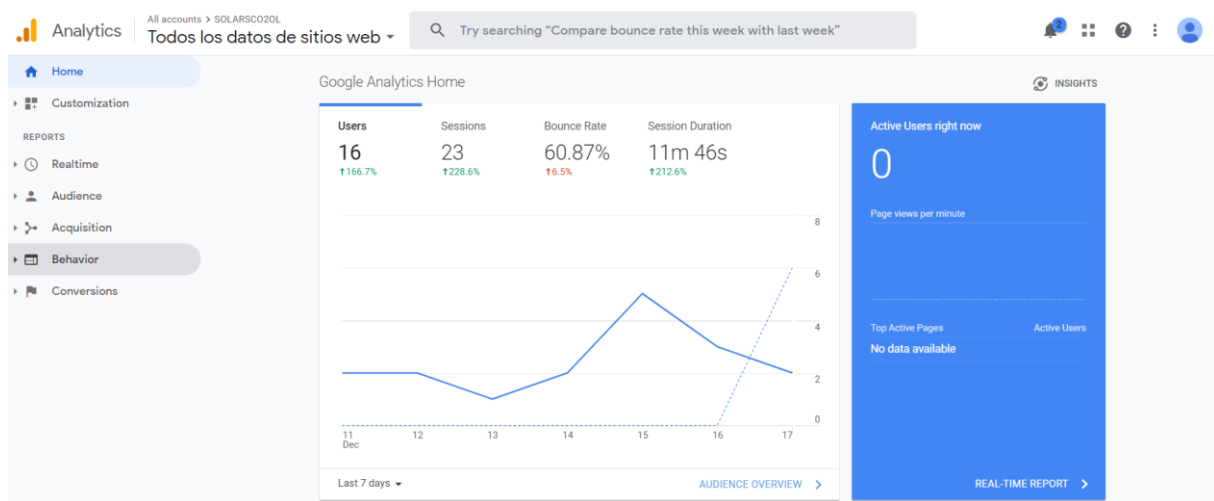 All accounts > SOLARSCO20L
Analytics
Todos los datos de sitios web
Try searching “Compare bounce rate this week with last week”
2
Home
Customization
REPORTS
Realtime
Audience
Acquisition
Behavior
Conversions
Google Analytics Home
INSIGHTS
Users Sessions Bounce Rate Session Duration
16 23 60.87% 11m 46s
↑166.7% ↑228.6% ↑6.5% ↑212.6%
8
6
4
2
0
11 12 13 14 15 16 17
Dec
Last 7 days
AUDIENCE OVERVIEW >
Active Users right now
0
Page views per minute
Top Active Pages Active Users
No data available
REAL-TIME REPORT >